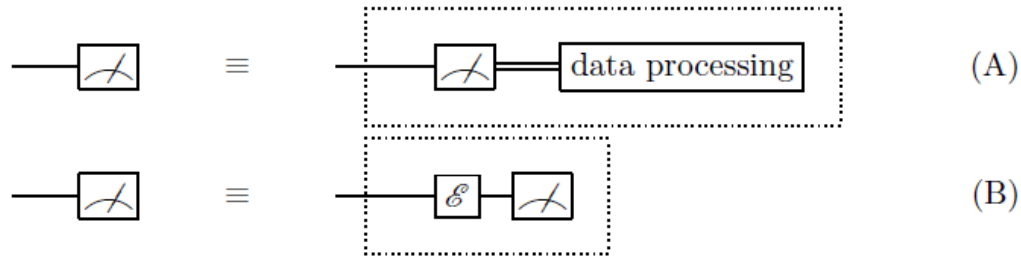 ≡ data processing (A)
≡ ℰ (B)